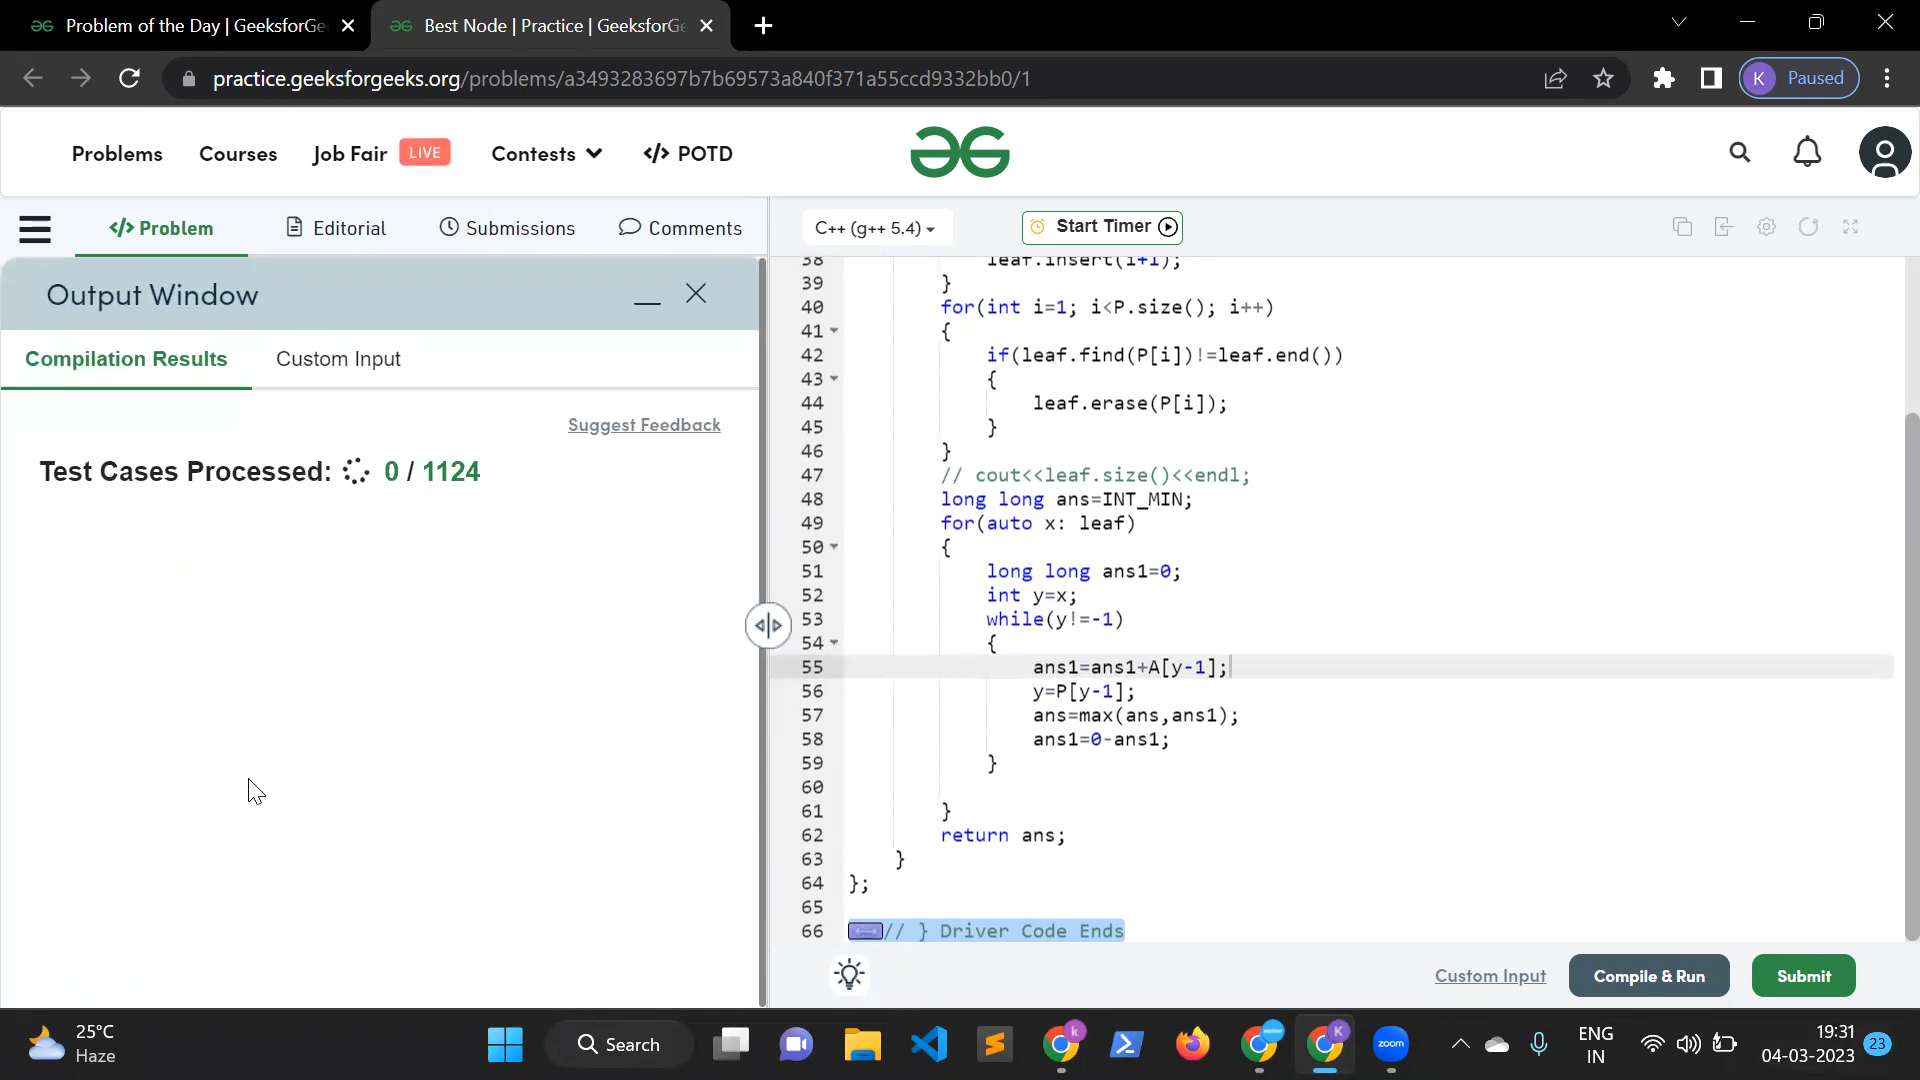 Problem of the Day | GeeksforGe
Best Node | Practice | GeeksforGe
practice.geeksforgeeks.org/problems/a3493283697b7b69573a840f371a55ccd9332bb0/1
K Paused
Problems Courses Job Fair LIVE Contests </> POTD
</> Problem Editorial Submissions Comments
C++ (g++ 5.4) Start Timer
Output Window
Compilation Results Custom Input
Suggest Feedback
Test Cases Processed: 0 / 1124
38 leaf.insert(i+1);
39 }
40 for(int i=1; i<P.size(); i++)
41 {
42 if(leaf.find(P[i])!=leaf.end())
43 {
44 leaf.erase(P[i]);
45 }
46 }
47 // cout<<leaf.size()<<endl;
48 long long ans=INT_MIN;
49 for(auto x: leaf)
50 {
51 long long ans1=0;
52 int y=x;
53 while(y!=-1)
54 {
55 ans1=ans1+A[y-1];
56 y=P[y-1];
57 ans=max(ans,ans1);
58 ans1=0-ans1;
59 }
60
61 }
62 return ans;
63 }
64 };
65
66 // } Driver Code Ends
Custom Input Compile & Run Submit
25°C
Haze
Search
k
K
zoom
ENG
IN
19:31
04-03-2023
23